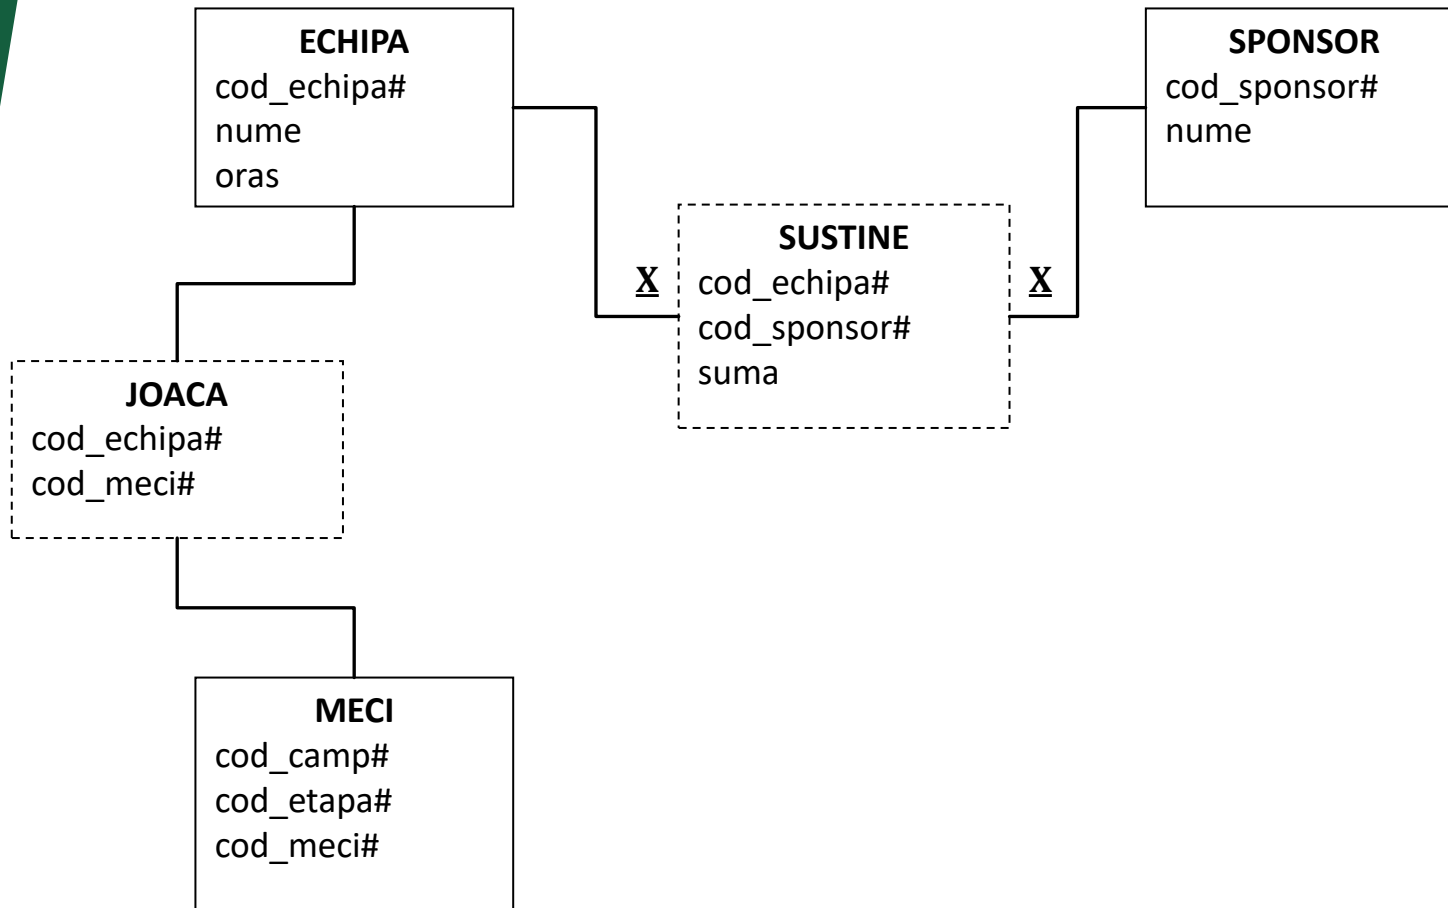 ECHIPA
cod_echipa#
nume
oras
SPONSOR
cod_sponsor#
nume
X
SUSTINE
cod_echipa#
cod_sponsor#
suma
X
JOACA
cod_echipa#
cod_meci#
MECI
cod_camp#
cod_etapa#
cod_meci#